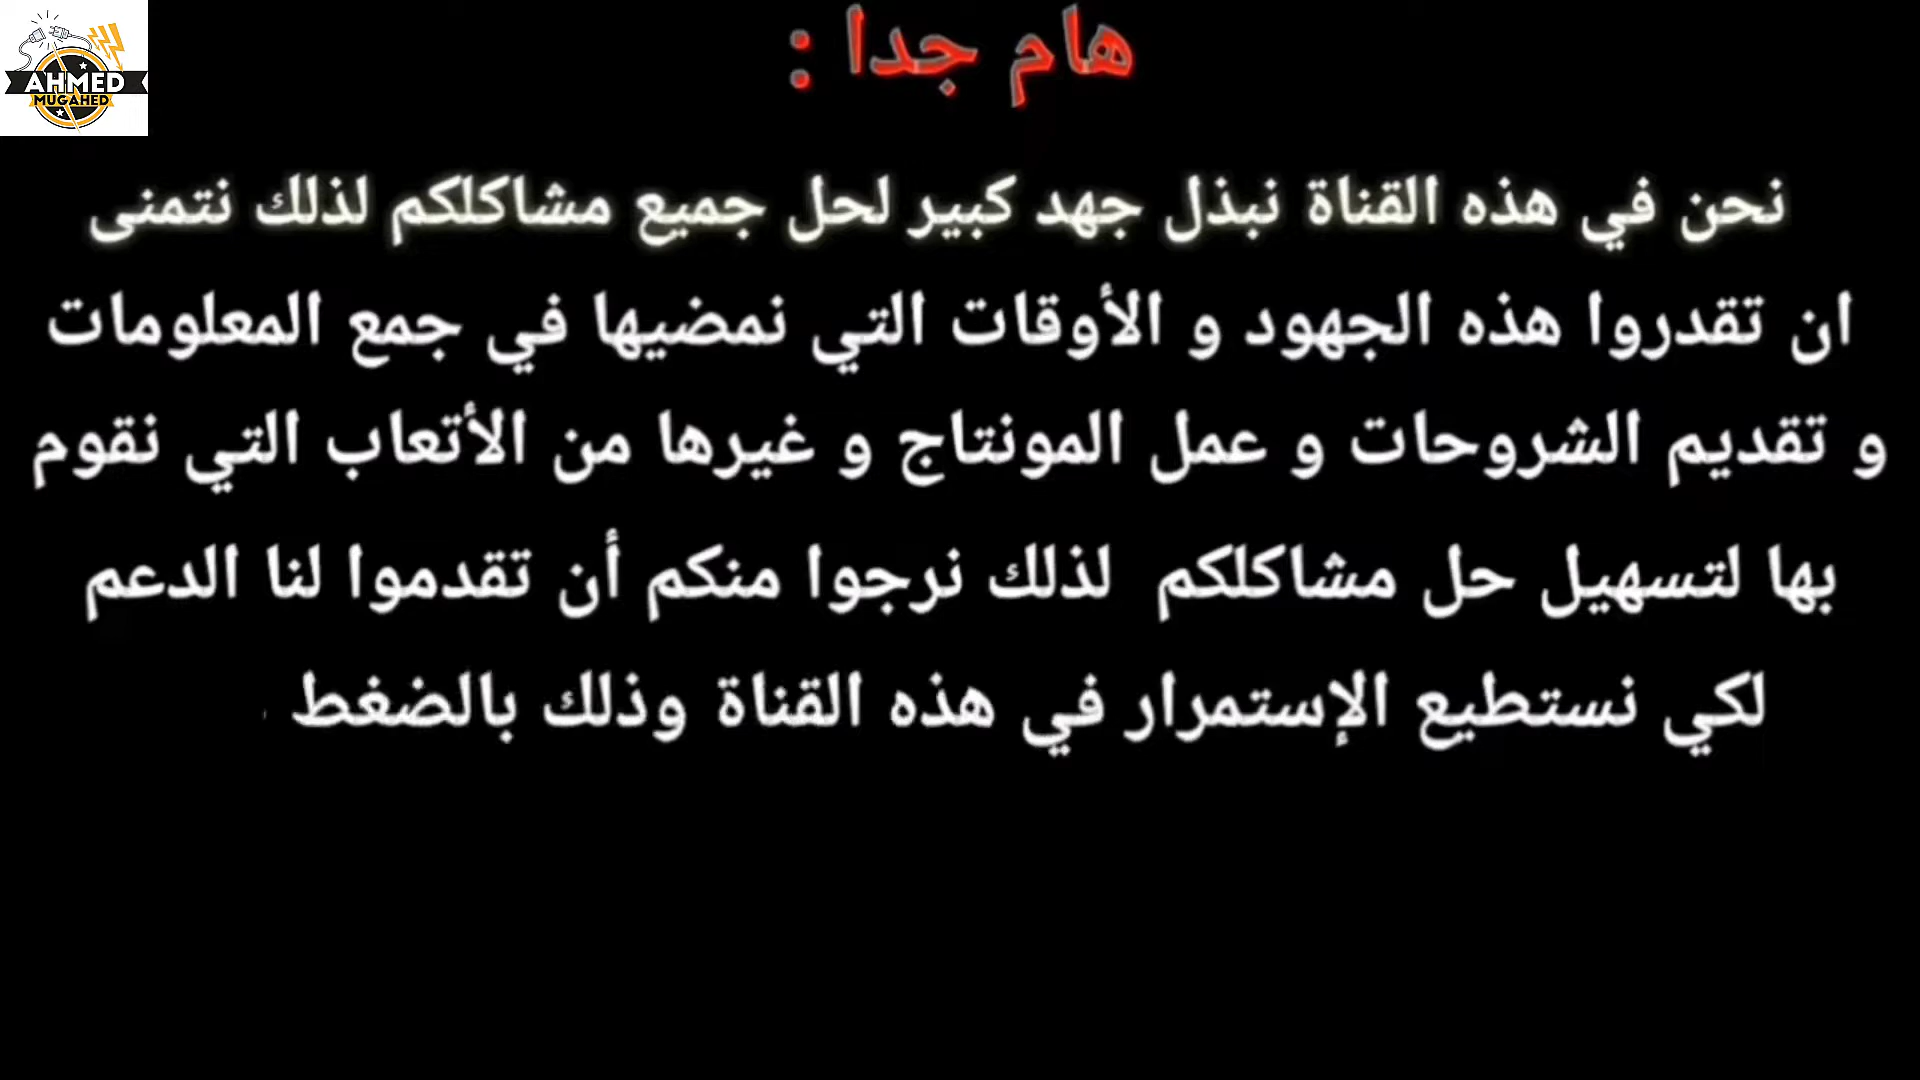 AHMED
MUGAHED
هام جدا :
نحن في هذه القناة نبذل جهد كبير لحل جميع مشاكلكم لذلك نتمنى
ان تقدروا هذه الجهود و الأوقات التي نمضيها في جمع المعلومات
و تقديم الشروحات و عمل المونتاج و غيرها من الأتعاب التي نقوم
بها لتسهيل حل مشاكلكم لذلك نرجوا منكم أن تقدموا لنا الدعم
لكي نستطيع الإستمرار في هذه القناة وذلك بالضغط